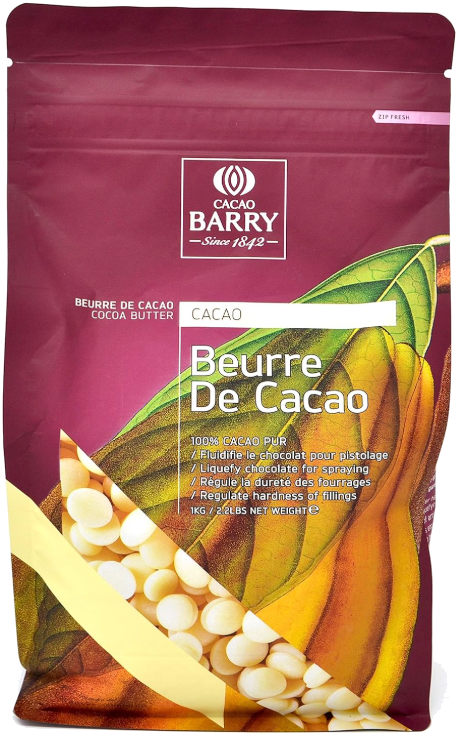 ZIP FRESH
CACAO
BARRY
Since 1842
BEURRE DE CACAO
COCOA BUTTER
CACAO
Beurre
De Cacao
100% CACAO PUR
/ Fluidifie le chocolat pour pistolage
/ Liquefy chocolate for spraying
/ Régule la dureté des fourrages
/ Regulate hardness of fillings
1KG / 2.2LBS NET WEIGHT ℮